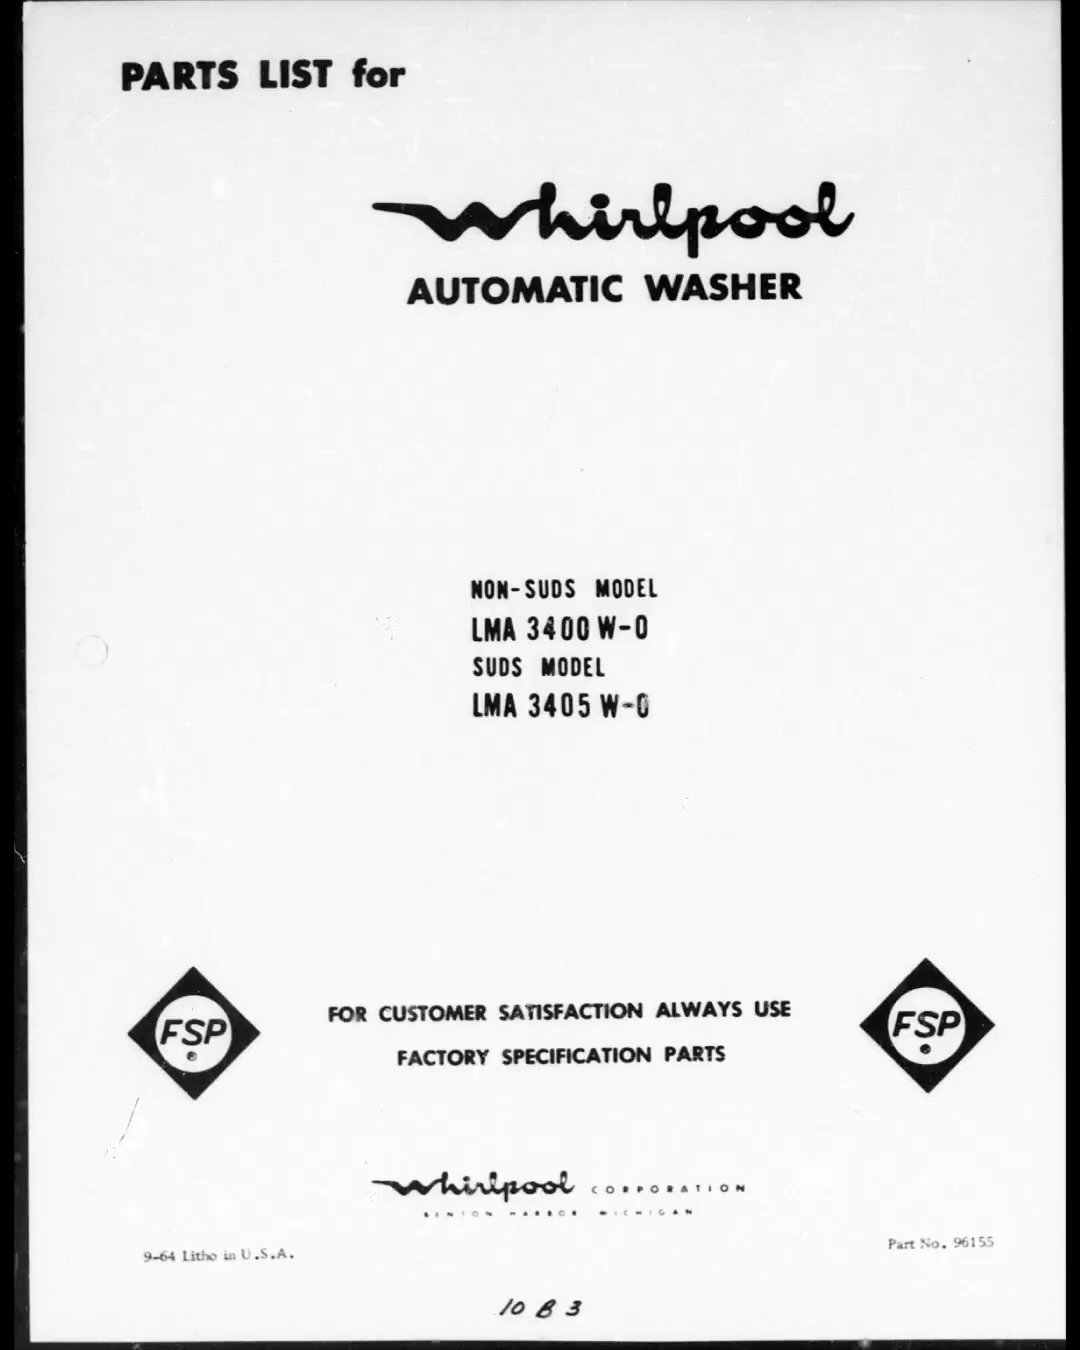 PARTS LIST for
Whirlpool
AUTOMATIC WASHER
NON-SUDS MODEL
LMA 3400 W-0
SUDS MODEL
LMA 3405 W-0
FSP
®
FOR CUSTOMER SATISFACTION ALWAYS USE
FACTORY SPECIFICATION PARTS
FSP
®
Whirlpool CORPORATION
BENTON HARBOR MICHIGAN
9-64 Litho in U.S.A.
Part No. 96155
10 B 3